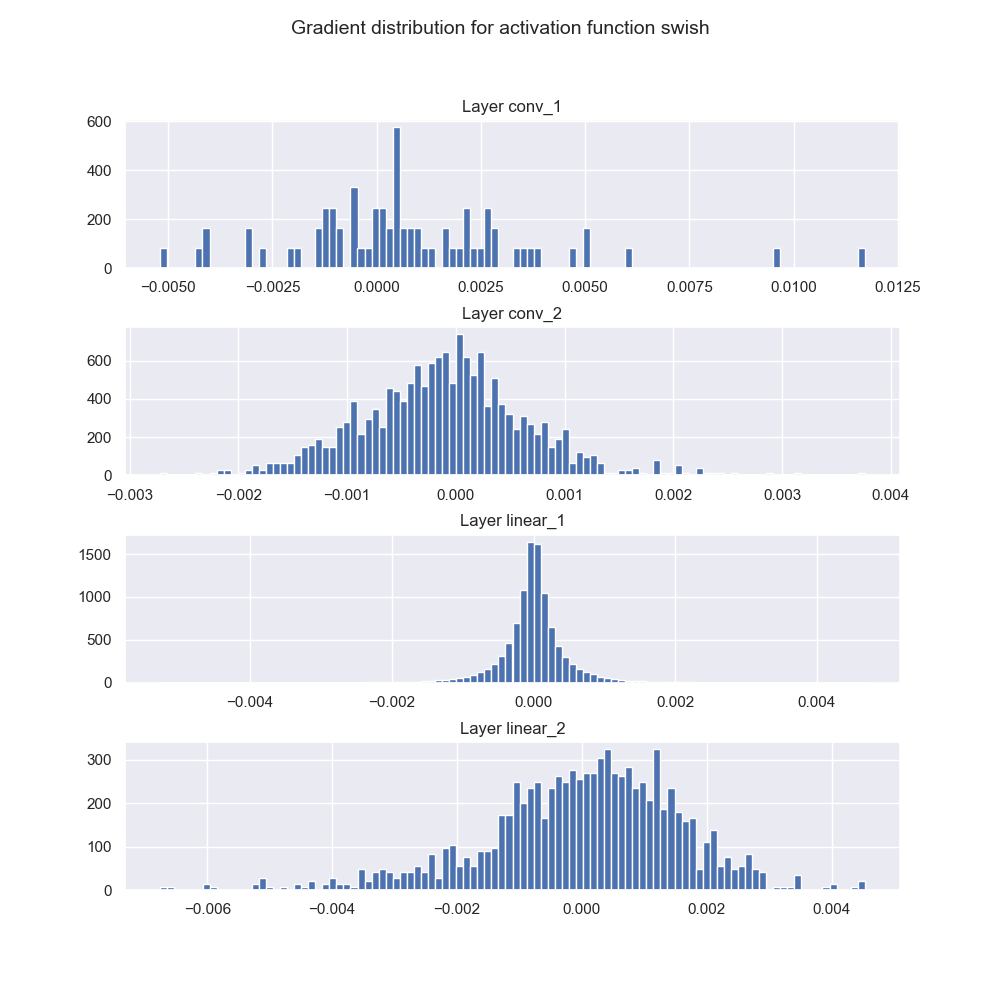 Gradient distribution for activation function swish
Layer conv_1
600
400
200
0
−0.0050 −0.0025 0.0000 0.0025 0.0050 0.0075 0.0100 0.0125
Layer conv_2
600
400
200
0
−0.003 −0.002 −0.001 0.000 0.001 0.002 0.003 0.004
Layer linear_1
1500
1000
500
0
−0.004 −0.002 0.000 0.002 0.004
Layer linear_2
300
200
100
0
−0.006 −0.004 −0.002 0.000 0.002 0.004